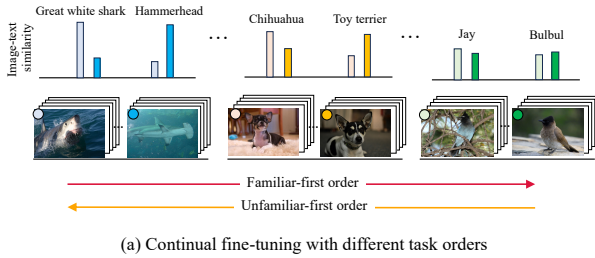 Great white shark Hammerhead
Chihuahua Toy terrier
Jay Bulbul
Image-text
similarity
Familiar-first order
Unfamiliar-first order
(a) Continual fine-tuning with different task orders